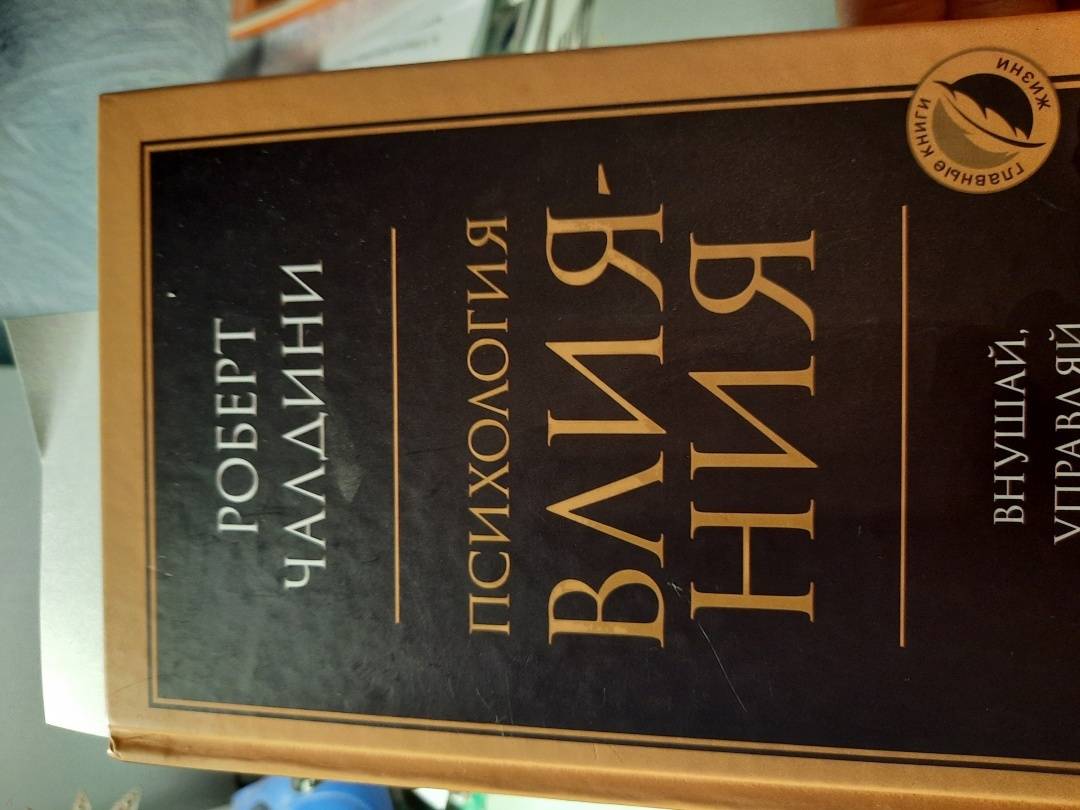 РОБЕРТ
ЧАЛДИНИ
ПСИХОЛОГИЯ
ВЛИЯ-
НИЯ
ГЛАВНЫЕ КНИГИ
ЖИЗНИ
ВНУШАЙ,
УПРАВЛЯЙ